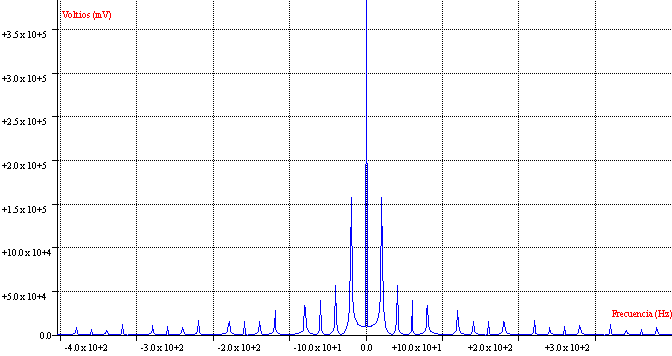 Voltios (mV)
+3.5 x 10+5
+3.0 x 10+5
+2.5 x 10+5
+2.0 x 10+5
+1.5 x 10+5
+10.0 x 10+4
+5.0 x 10+4
0.0
Frecuencia (Hz)
-4.0 x 10+2 -3.0 x 10+2 -2.0 x 10+2 -10.0 x 10+1 0.0 +10.0 x 10+1 +2.0 x 10+2 +3.0 x 10+2